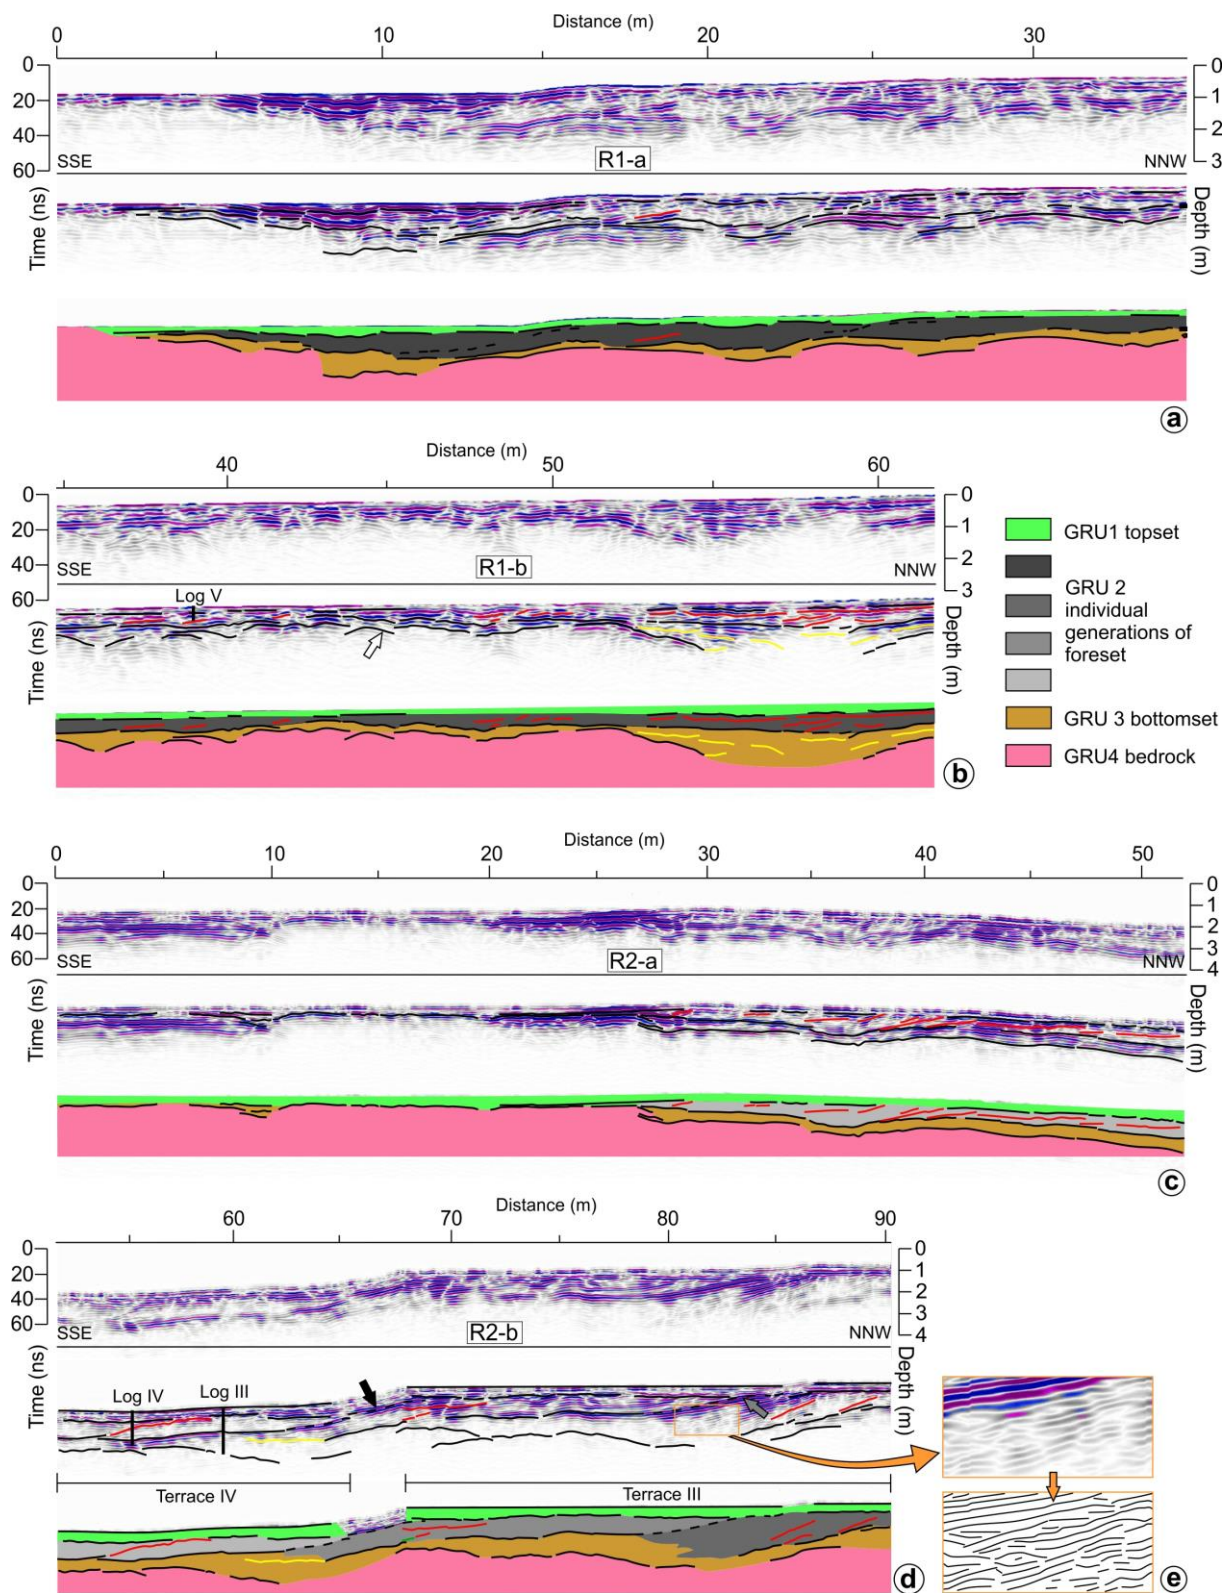 Distance (m)
0 10 20 30
0
20
40
60
0
1
2
3
SSE
R1-a
NNW
Time (ns)
Depth (m)
a
Distance (m)
40 50 60
0
20
40
60
0
1
2
3
SSE
R1-b
NNW
Log V
Time (ns)
Depth (m)
b
GRU1 topset
GRU 2
individual
generations of
foreset
GRU 3 bottomset
GRU4 bedrock
Distance (m)
0 10 20 30 40 50
0
20
40
60
0
1
2
3
4
SSE
R2-a
NNW
Time (ns)
Depth (m)
c
Distance (m)
60 70 80 90
0
20
40
60
0
1
2
3
4
SSE
R2-b
NNW
Log IV
Log III
Time (ns)
Depth (m)
Terrace IV
Terrace III
d
e